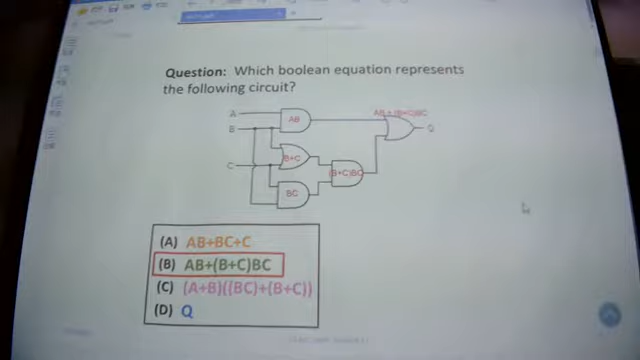 Question: Which boolean equation represents
the following circuit?
A
AB
AB + (B+C)BC
B
Q
B+C
C
(B+C)BC
BC
(A) AB+BC+C
(B) AB+(B+C)BC
(C) (A+B)((BC)+(B+C))
(D) Q